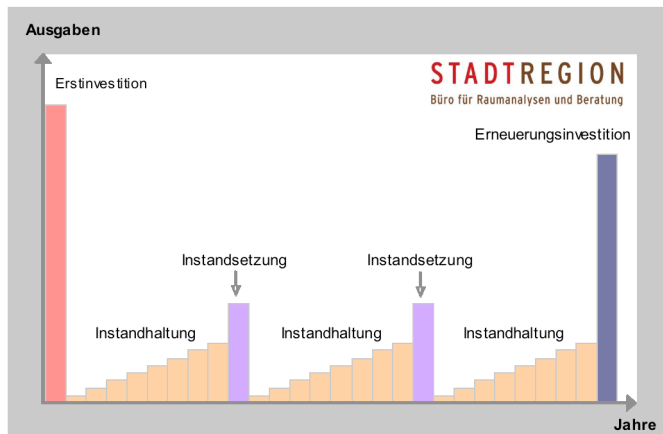 Ausgaben
Erstinvestition
STADTREGION
Büro für Raumanalysen und Beratung
Erneuerungsinvestition
Instandsetzung
Instandsetzung
Instandhaltung
Instandhaltung
Instandhaltung
Jahre